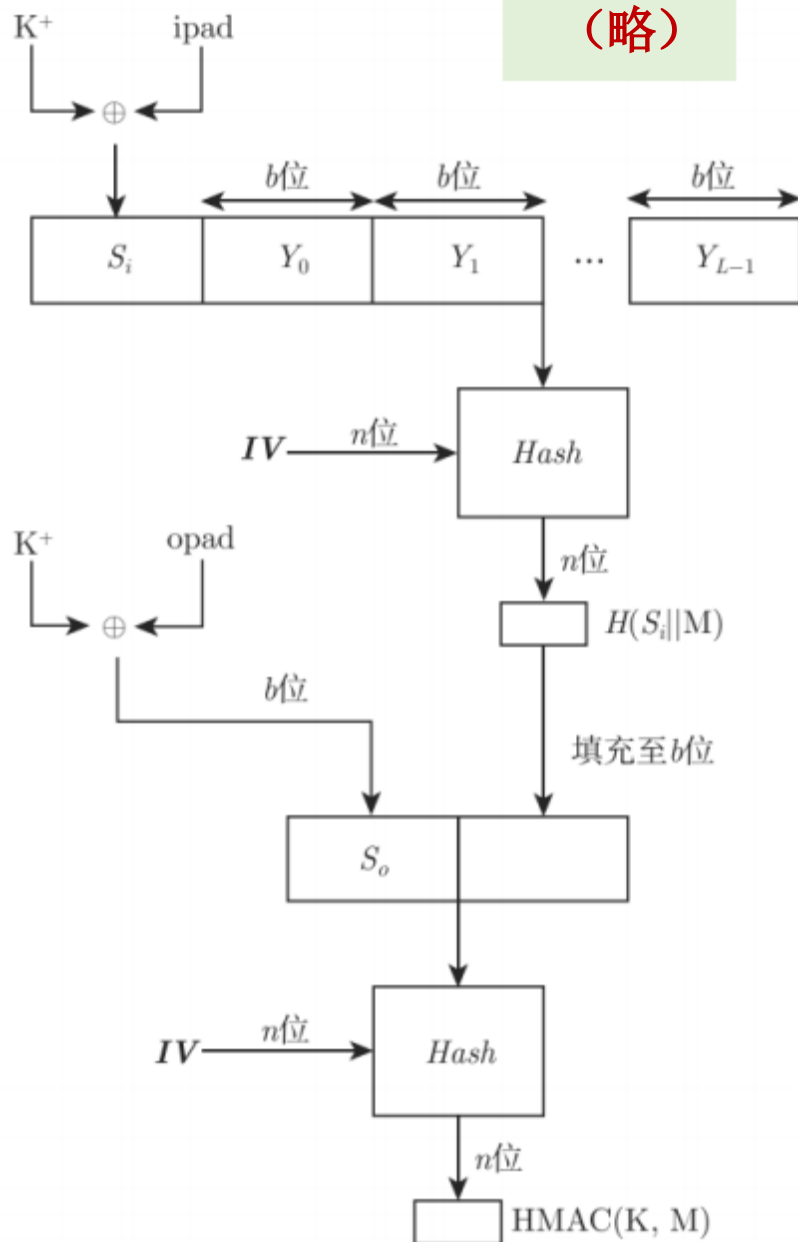 （略）
K⁺ ipad
⊕
b位 b位 b位
Sᵢ Y₀ Y₁ ... Y_{L−1}
IV n位 Hash
K⁺ opad
n位
⊕ H(Sᵢ||M)
b位
填充至b位
Sₒ
IV n位 Hash
n位
HMAC(K, M)